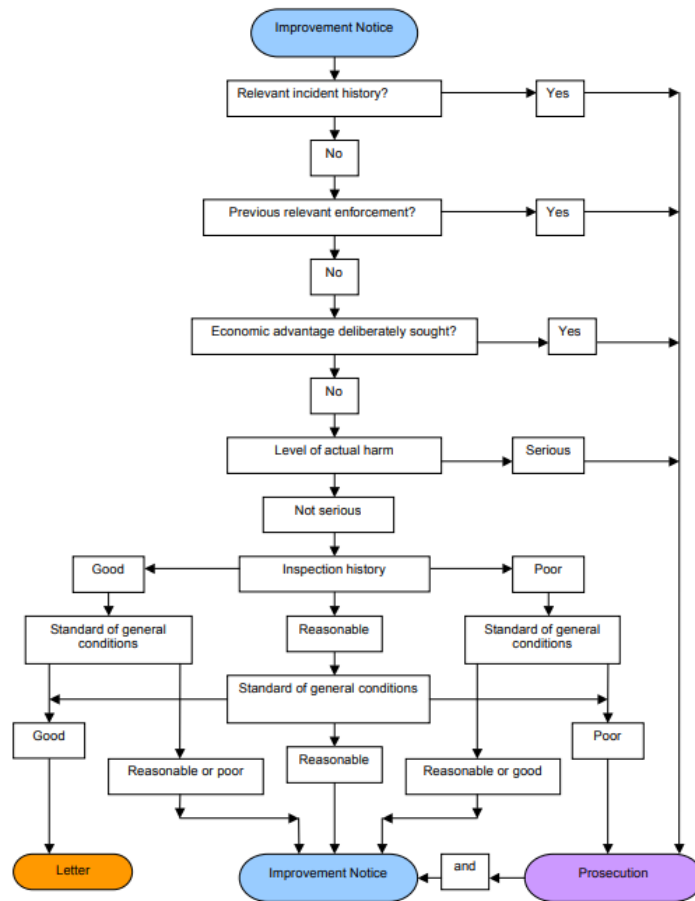 Improvement Notice
Relevant incident history?
Yes
No
Previous relevant enforcement?
Yes
No
Economic advantage deliberately sought?
Yes
No
Level of actual harm
Serious
Not serious
Good
Inspection history
Poor
Standard of general
conditions
Reasonable
Standard of general
conditions
Standard of general conditions
Good
Poor
Reasonable
Reasonable or poor
Reasonable or good
Letter
Improvement Notice
and
Prosecution